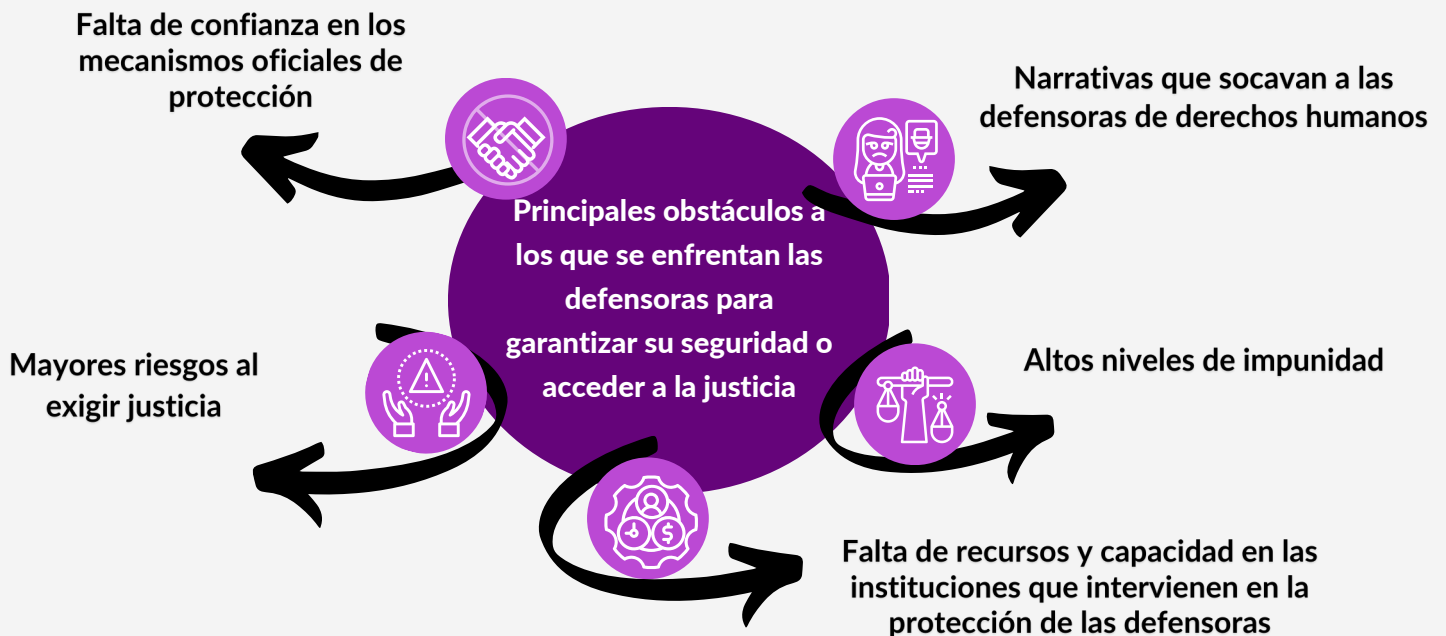 Falta de confianza en los
mecanismos oficiales de
protección
Narrativas que socavan a las
defensoras de derechos humanos
Principales obstáculos a
los que se enfrentan las
defensoras para
garantizar su seguridad o
acceder a la justicia
Mayores riesgos al
exigir justicia
Altos niveles de impunidad
Falta de recursos y capacidad en las
instituciones que intervienen en la
protección de las defensoras